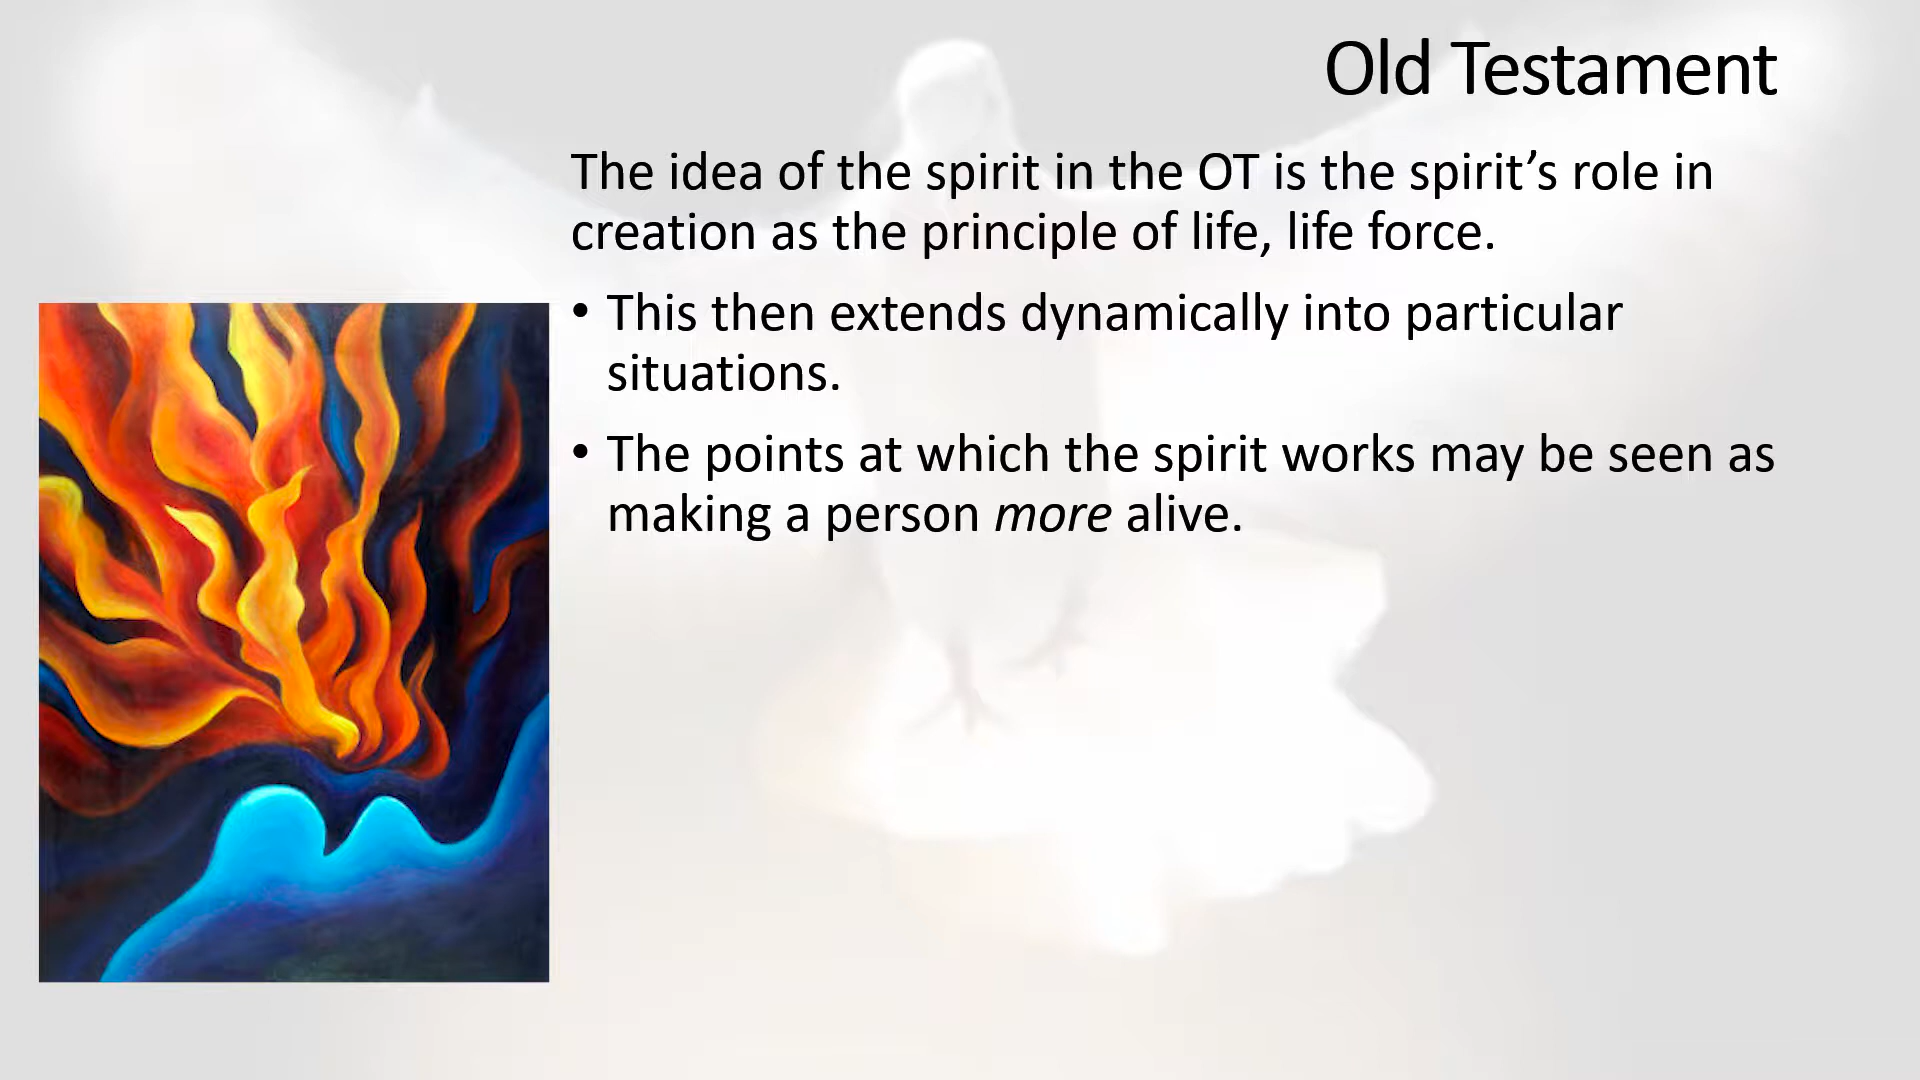 Old Testament
The idea of the spirit in the OT is the spirit’s role in
creation as the principle of life, life force.
• This then extends dynamically into particular
situations.
• The points at which the spirit works may be seen as
making a person more alive.